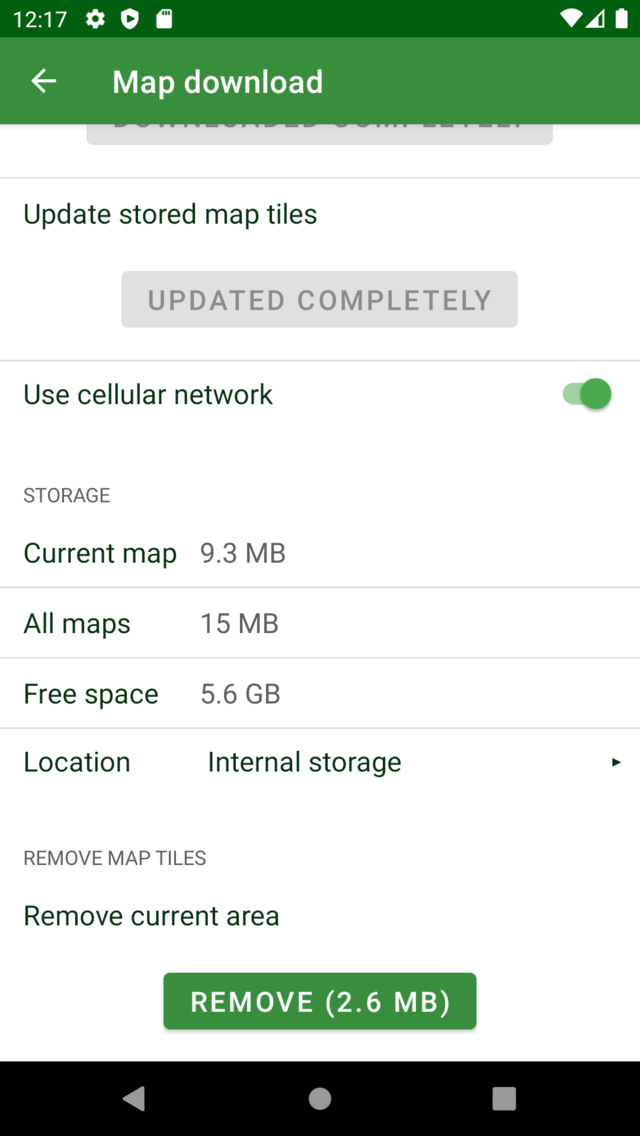 12:17
Map download
DOWNLOADED COMPLETELY
Update stored map tiles
UPDATED COMPLETELY
Use cellular network
STORAGE
Current map 9.3 MB
All maps 15 MB
Free space 5.6 GB
Location Internal storage
REMOVE MAP TILES
Remove current area
REMOVE (2.6 MB)